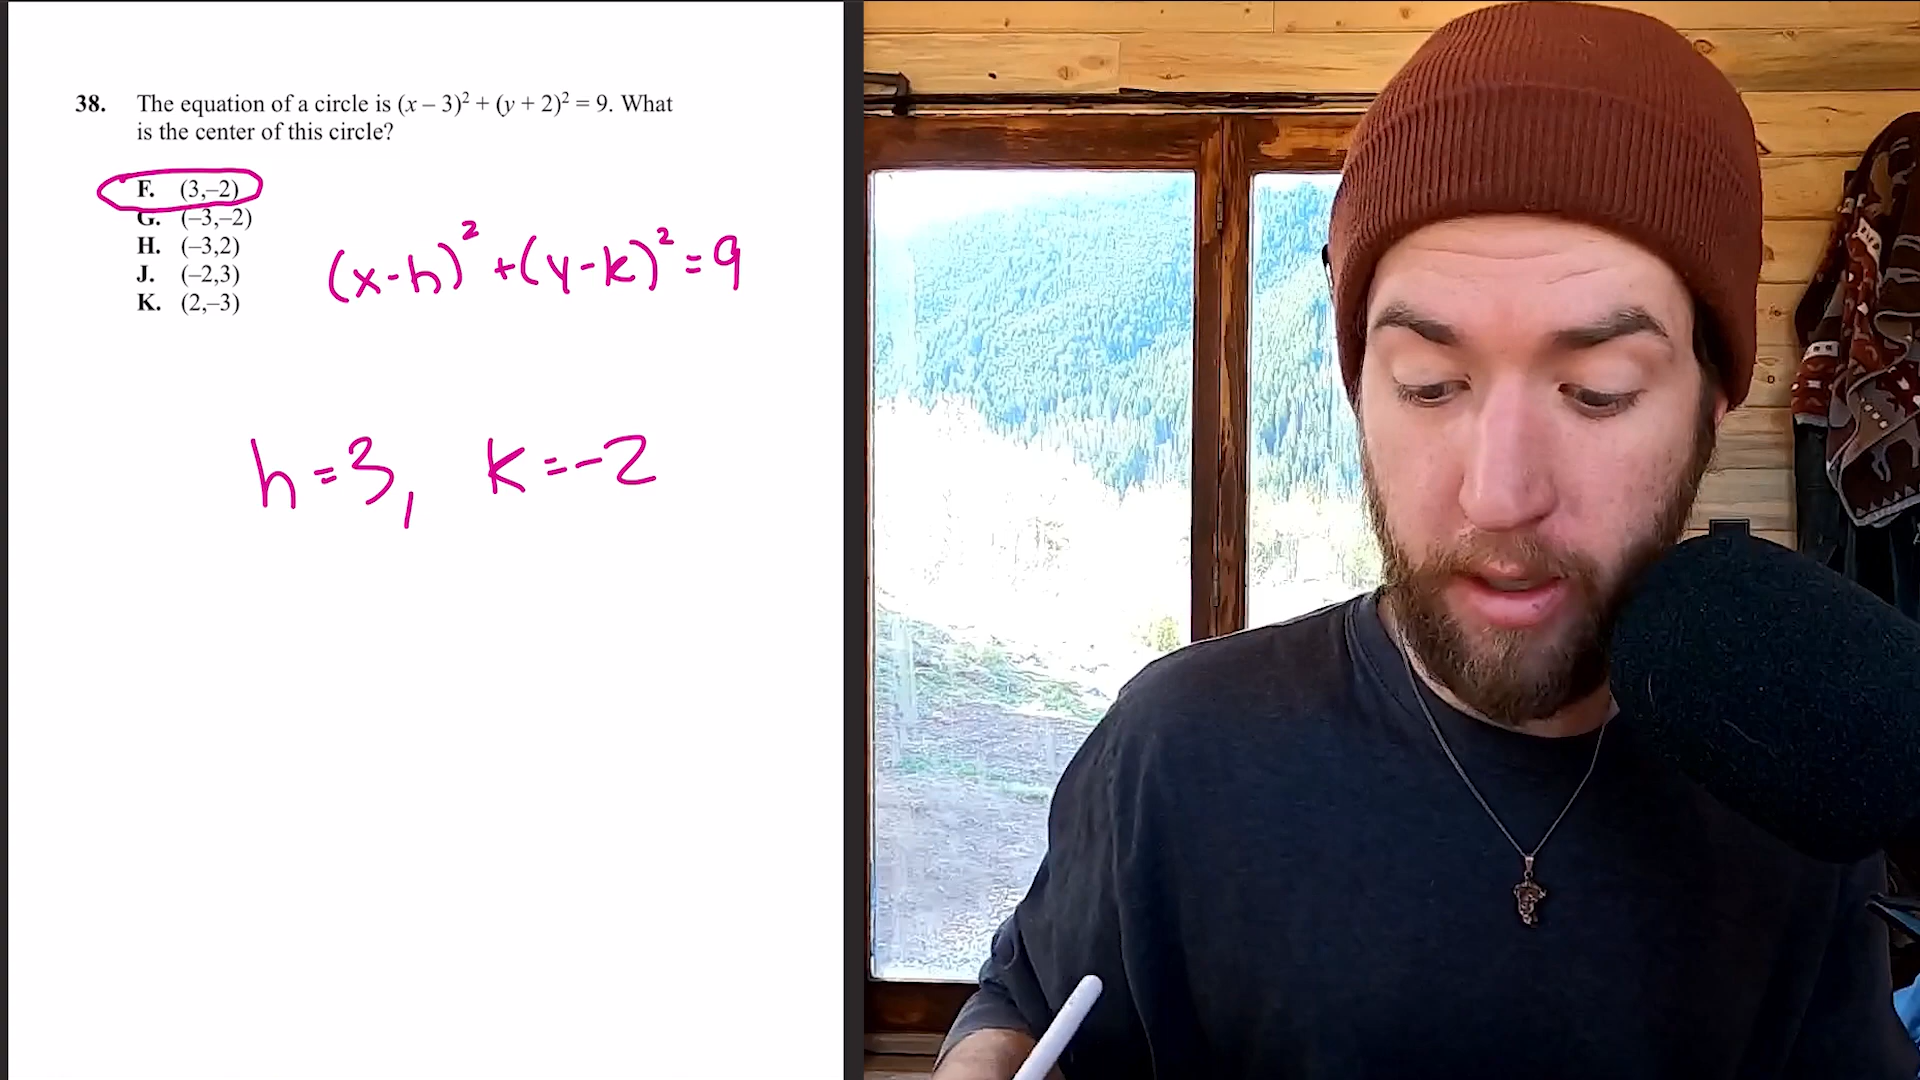 38. The equation of a circle is (x – 3)² + (y + 2)² = 9. What
is the center of this circle?
F. (3,–2)
G. (–3,–2)
H. (–3,2)
J. (–2,3)
K. (2,–3)
(x-h)² + (y-k)² = 9
h=3, k=-2